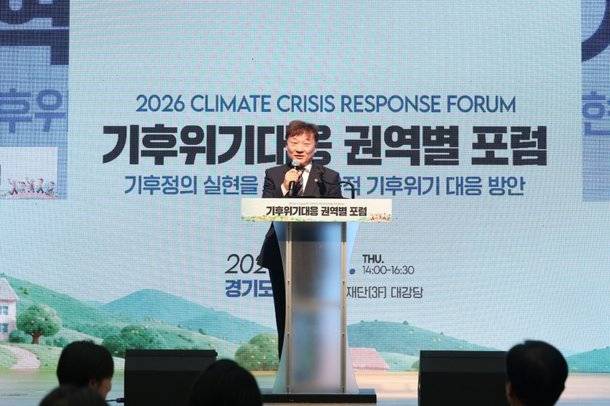 2026 CLIMATE CRISIS RESPONSE FORUM
기후위기대응 권역별 포럼
기후정의 실현을 적 기후위기 대응 방안
기후위기대응 권역별 포럼
202 THU.
14:00-16:30
경기도 재단(3F) 대강당